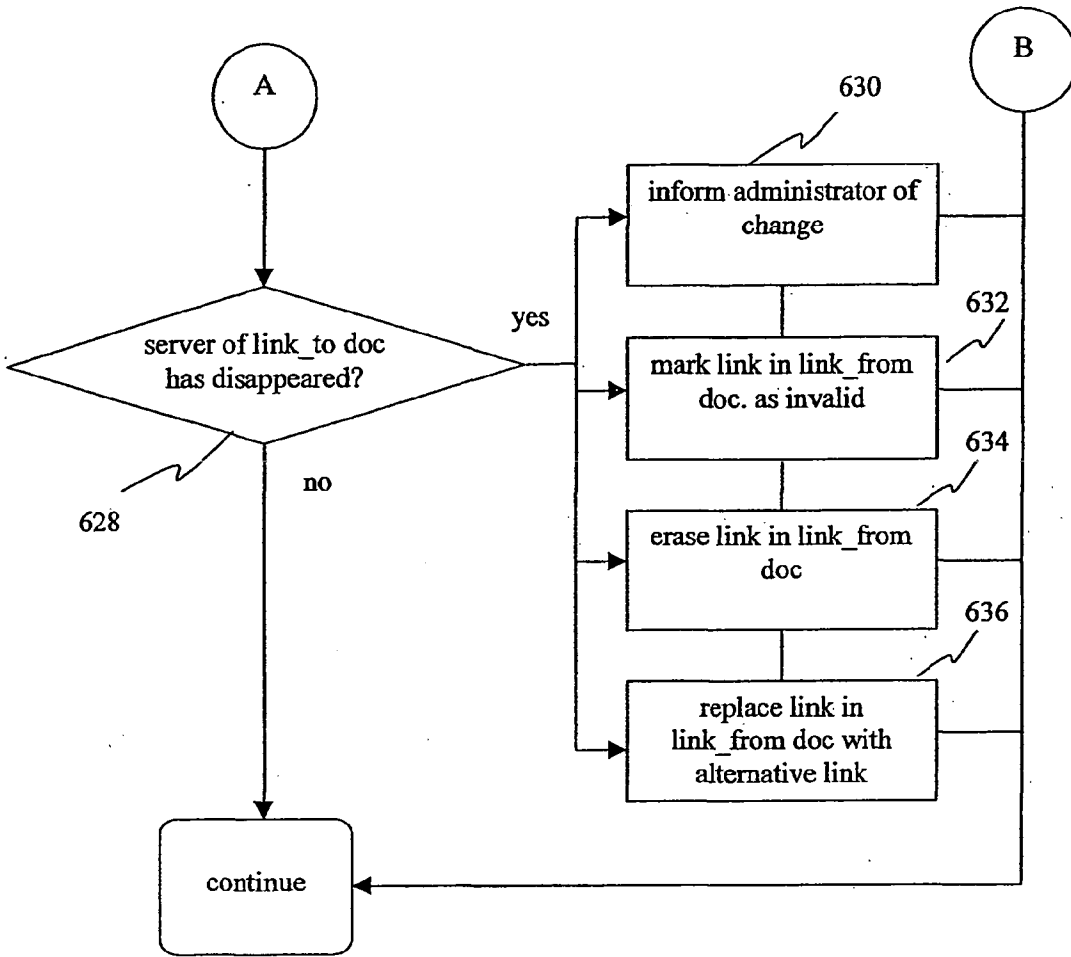 A
B
630
inform administrator of
change
632
server of link_to doc
has disappeared?
yes
mark link in link_from
doc. as invalid
634
no
628
erase link in link_from
doc
636
replace link in
link_from doc with
alternative link
continue